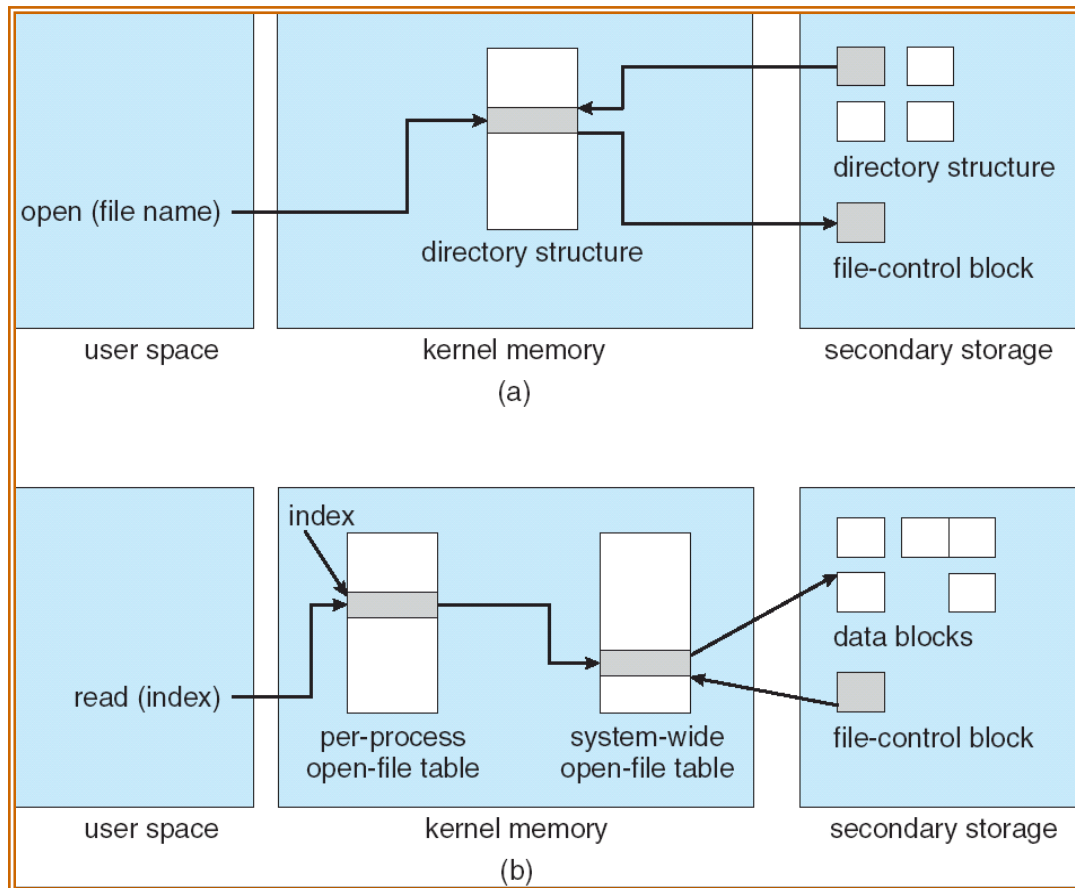 open (file name)
directory structure
directory structure
file-control block
user space
kernel memory
secondary storage
(a)
index
read (index)
per-process
open-file table
system-wide
open-file table
data blocks
file-control block
user space
kernel memory
secondary storage
(b)